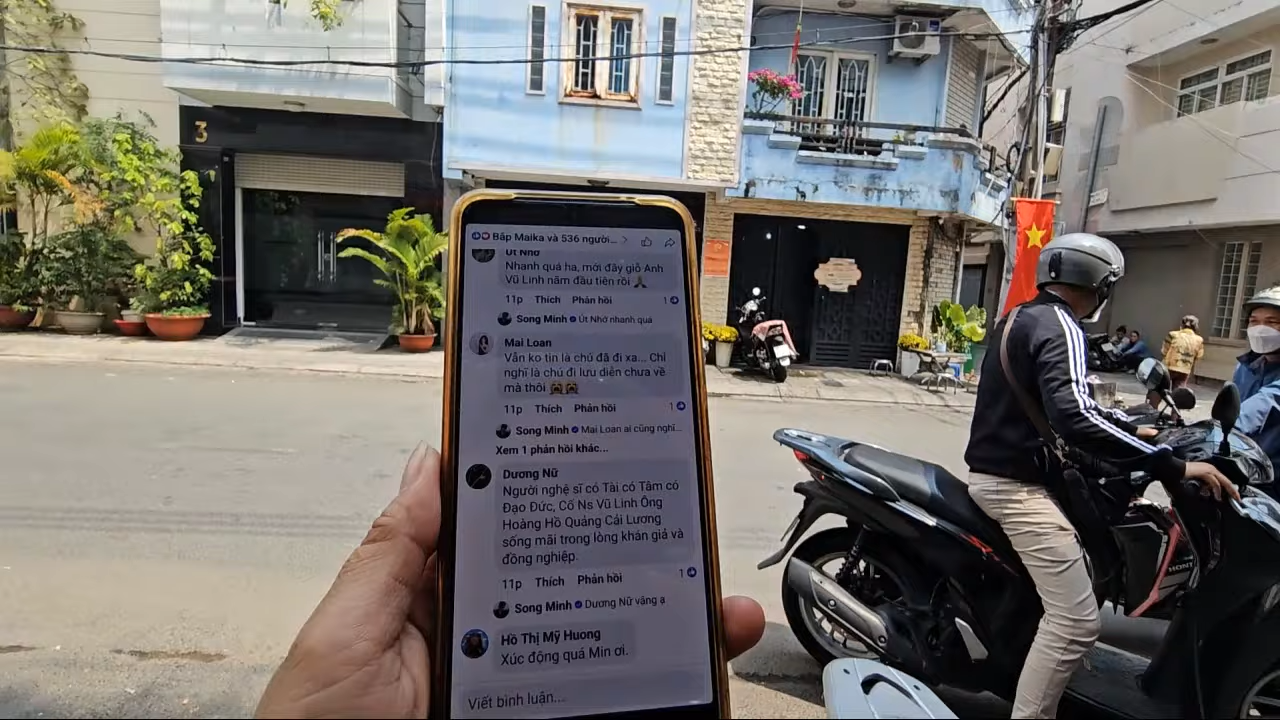 3
Bắp Maika và 536 người...
Út Nhớ
Nhanh quá ha, mới đây giỗ Anh
Vũ Linh năm đầu tiên rồi 🙏
11p Thích Phản hồi 1
Song Minh Út Nhớ nhanh quá
Mai Loan
Vẫn ko tin là chú đã đi xa... Chỉ
nghĩ là chú đi lưu diễn chưa về
mà thôi 😭😭
11p Thích Phản hồi 1
Song Minh Mai Loan ai cũng nghĩ...
Xem 1 phản hồi khác...
Dương Nữ
Người nghệ sĩ có Tài có Tâm có
Đạo Đức, Cố Ns Vũ Linh Ông
Hoàng Hồ Quảng Cải Lương
sống mãi trong lòng khán giả và
đồng nghiệp.
11p Thích Phản hồi 1
Song Minh Dương Nữ vâng ạ
Hồ Thị Mỹ Huong
Xúc động quá Min ơi.
Viết bình luận...
HONDA